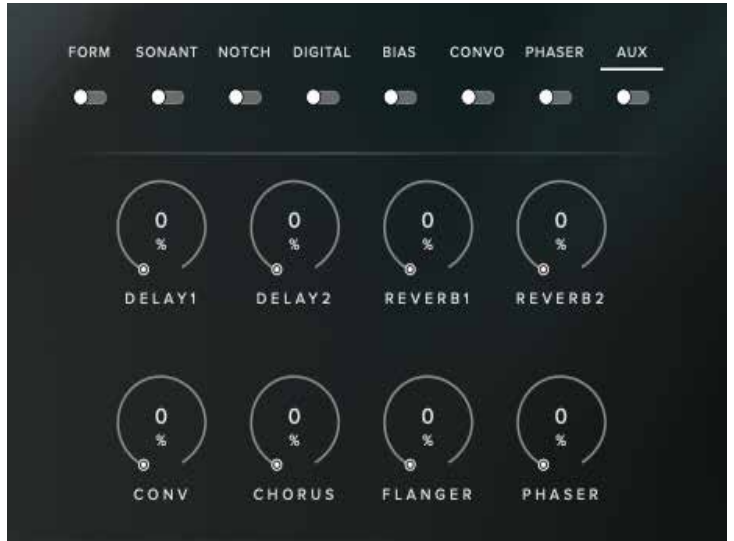 FORM SONANT NOTCH DIGITAL BIAS CONVO PHASER AUX
0 0 0 0
% % % %
DELAY1 DELAY2 REVERB1 REVERB2
0 0 0 0
% % % %
CONV CHORUS FLANGER PHASER